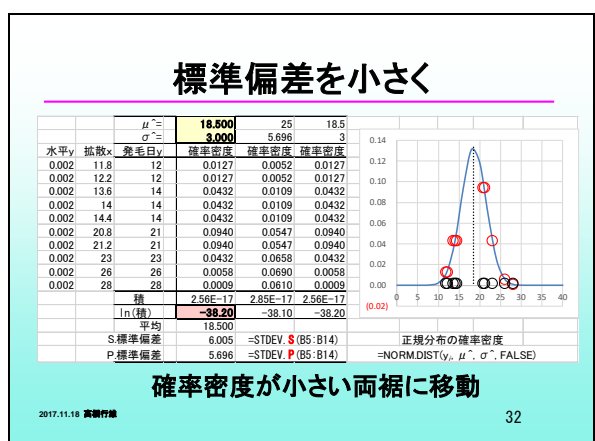 標準偏差を小さく
μ^= 18.500 25 18.5
σ^= 3.000 5.696 3
水平y 拡散x 発毛日y 確率密度 確率密度 確率密度
0.002 11.8 12 0.0127 0.0052 0.0127
0.002 12.2 12 0.0127 0.0052 0.0127
0.002 13.6 14 0.0432 0.0109 0.0432
0.002 14 14 0.0432 0.0109 0.0432
0.002 14.4 14 0.0432 0.0109 0.0432
0.002 20.8 21 0.0940 0.0547 0.0940
0.002 21.2 21 0.0940 0.0547 0.0940
0.002 23 23 0.0432 0.0658 0.0432
0.002 26 26 0.0058 0.0690 0.0058
0.002 28 28 0.0009 0.0610 0.0009
積 2.56E-17 2.85E-17 2.56E-17
ln(積) -38.20 -38.10 -38.20
平均 18.500
S.標準偏差 6.005 =STDEV.S(B5:B14)
P.標準偏差 5.696 =STDEV.P(B5:B14)
0.14
0.12
0.10
0.08
0.06
0.04
0.02
0.00
(0.02)
0 5 10 15 20 25 30 35 40
正規分布の確率密度
=NORM.DIST(yᵢ, μ^, σ^, FALSE)
確率密度が小さい両裾に移動
2017.11.18 高橋行雄
32